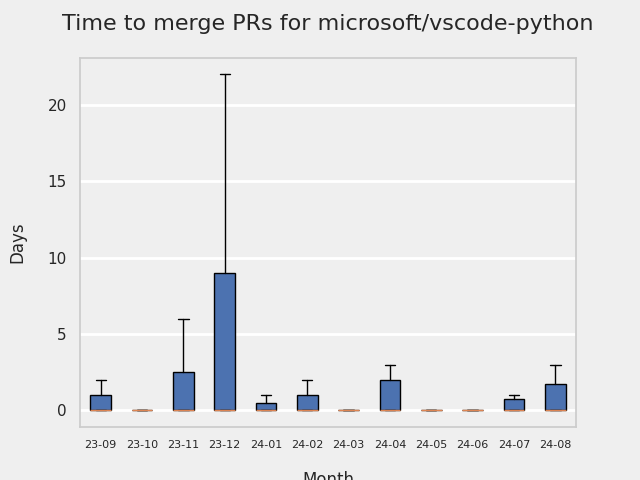 Time to merge PRs for microsoft/vscode-python
20
15
10
5
0
Days
23-09 23-10 23-11 23-12 24-01 24-02 24-03 24-04 24-05 24-06 24-07 24-08
Month